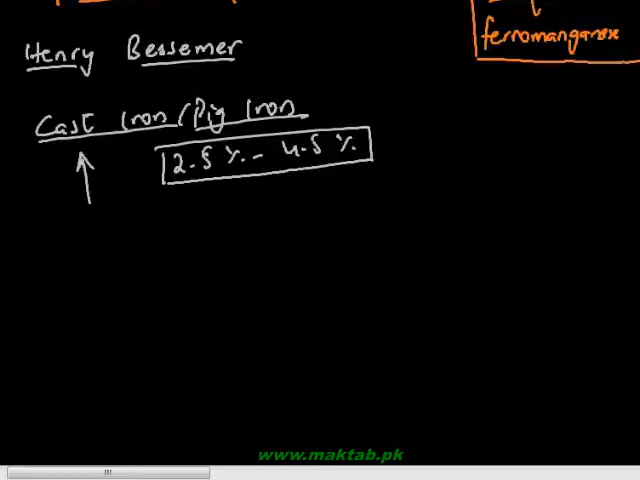 ferromanganese
Henry Bessemer
Cast Iron / Pig Iron
2.5 % - 4.5 %
www.maktab.pk